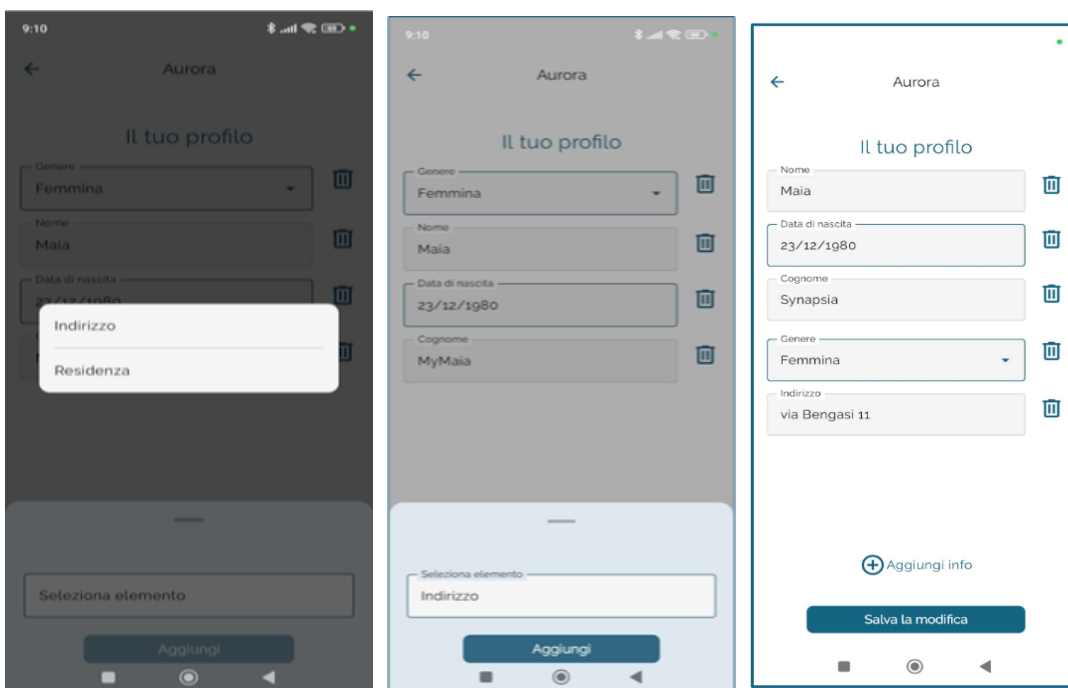 9:10
Aurora
Il tuo profilo
Genere
Femmina
Nome
Maia
Data di nascita
23/12/1980
Indirizzo
Residenza
Seleziona elemento
Aggiungi
9:10
Aurora
Il tuo profilo
Genere
Femmina
Nome
Maia
Data di nascita
23/12/1980
Cognome
MyMaia
Seleziona elemento
Indirizzo
Aggiungi
Aurora
Il tuo profilo
Nome
Maia
Data di nascita
23/12/1980
Cognome
Synapsia
Genere
Femmina
Indirizzo
via Bengasi 11
Aggiungi info
Salva la modifica